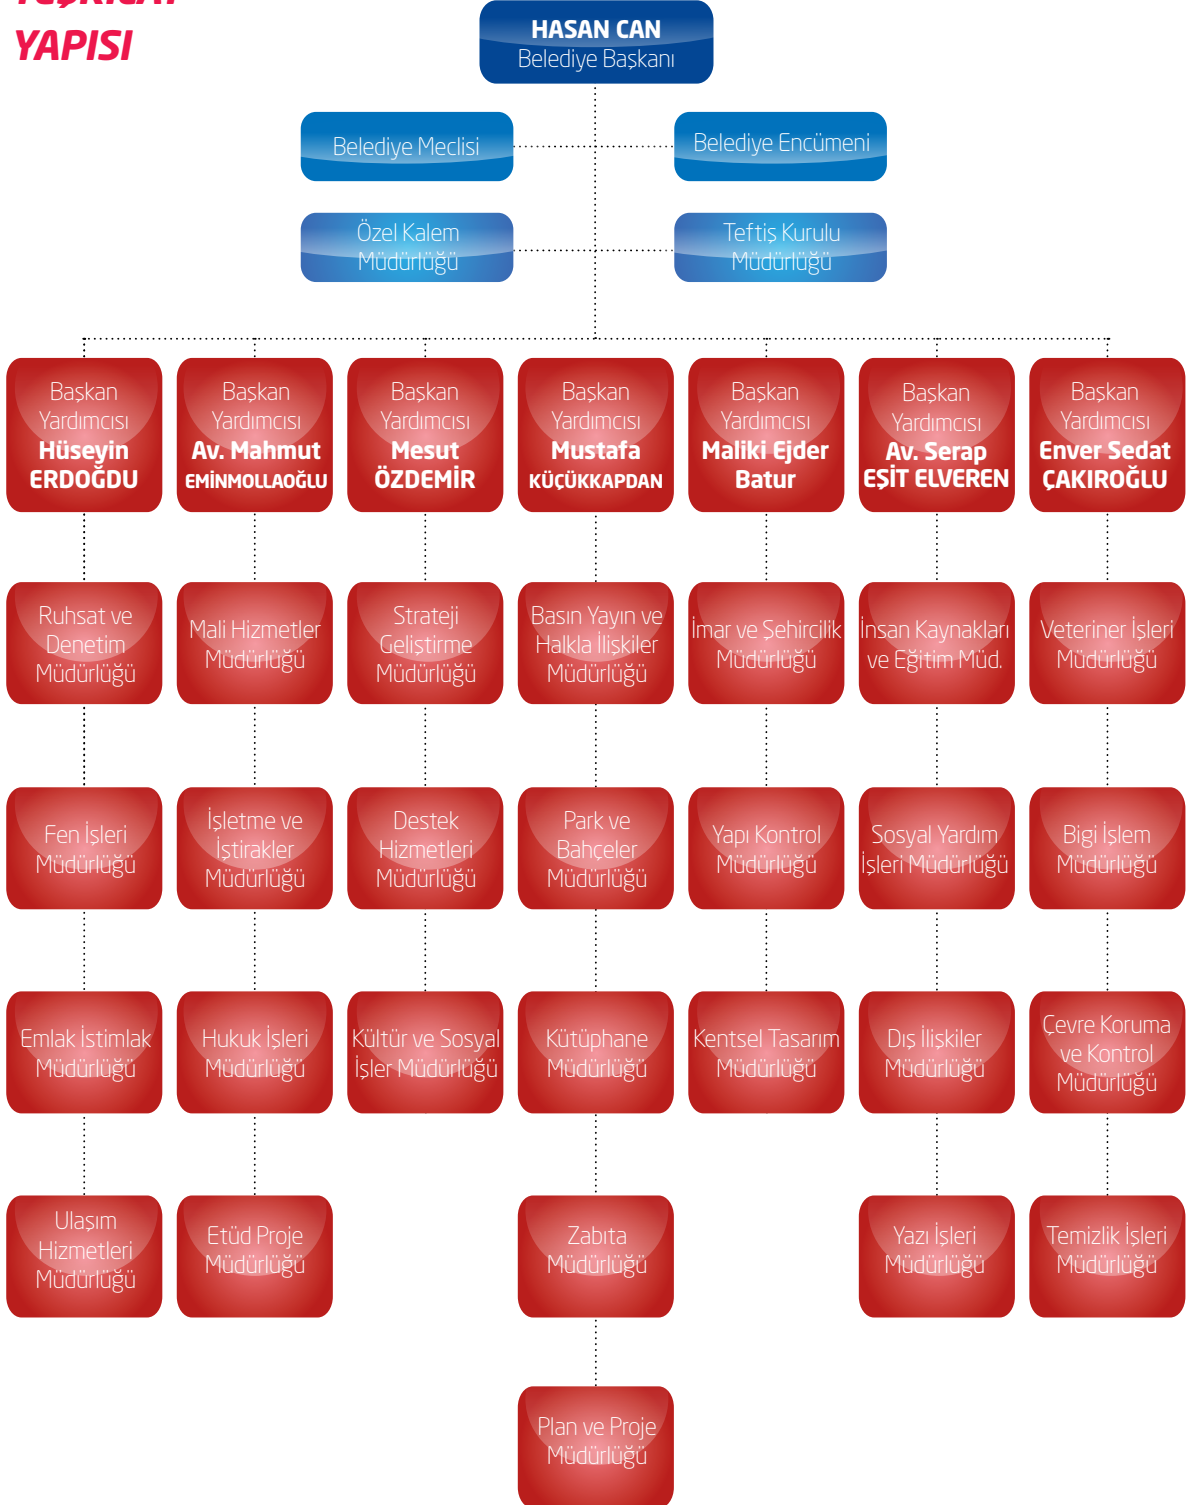 YAPISI
HASAN CAN
Belediye Başkanı
Belediye Meclisi
Belediye Encümeni
Özel Kalem
Müdürlüğü
Teftiş Kurulu
Müdürlüğü
Başkan
Yardımcısı
Hüseyin
ERDOĞDU
Başkan
Yardımcısı
Av. Mahmut
EMİNMOLLAOĞLU
Başkan
Yardımcısı
Mesut
ÖZDEMİR
Başkan
Yardımcısı
Mustafa
KÜÇÜKKAPDAN
Başkan
Yardımcısı
Maliki Ejder
Batur
Başkan
Yardımcısı
Av. Serap
EŞİT ELVEREN
Başkan
Yardımcısı
Enver Sedat
ÇAKIROĞLU
Ruhsat ve
Denetim
Müdürlüğü
Mali Hizmetler
Müdürlüğü
Strateji
Geliştirme
Müdürlüğü
Basın Yayın ve
Halkla İlişkiler
Müdürlüğü
İmar ve Şehircilik
Müdürlüğü
İnsan Kaynakları
ve Eğitim Müd.
Veteriner İşleri
Müdürlüğü
Fen İşleri
Müdürlüğü
İşletme ve
İştirakler
Müdürlüğü
Destek
Hizmetleri
Müdürlüğü
Park ve
Bahçeler
Müdürlüğü
Yapı Kontrol
Müdürlüğü
Sosyal Yardım
İşleri Müdürlüğü
Bigi İşlem
Müdürlüğü
Emlak İstimlak
Müdürlüğü
Hukuk İşleri
Müdürlüğü
Kültür ve Sosyal
İşler Müdürlüğü
Kütüphane
Müdürlüğü
Kentsel Tasarım
Müdürlüğü
Dış İlişkiler
Müdürlüğü
Çevre Koruma
ve Kontrol
Müdürlüğü
Ulaşım
Hizmetleri
Müdürlüğü
Etüd Proje
Müdürlüğü
Zabıta
Müdürlüğü
Yazı İşleri
Müdürlüğü
Temizlik İşleri
Müdürlüğü
Plan ve Proje
Müdürlüğü